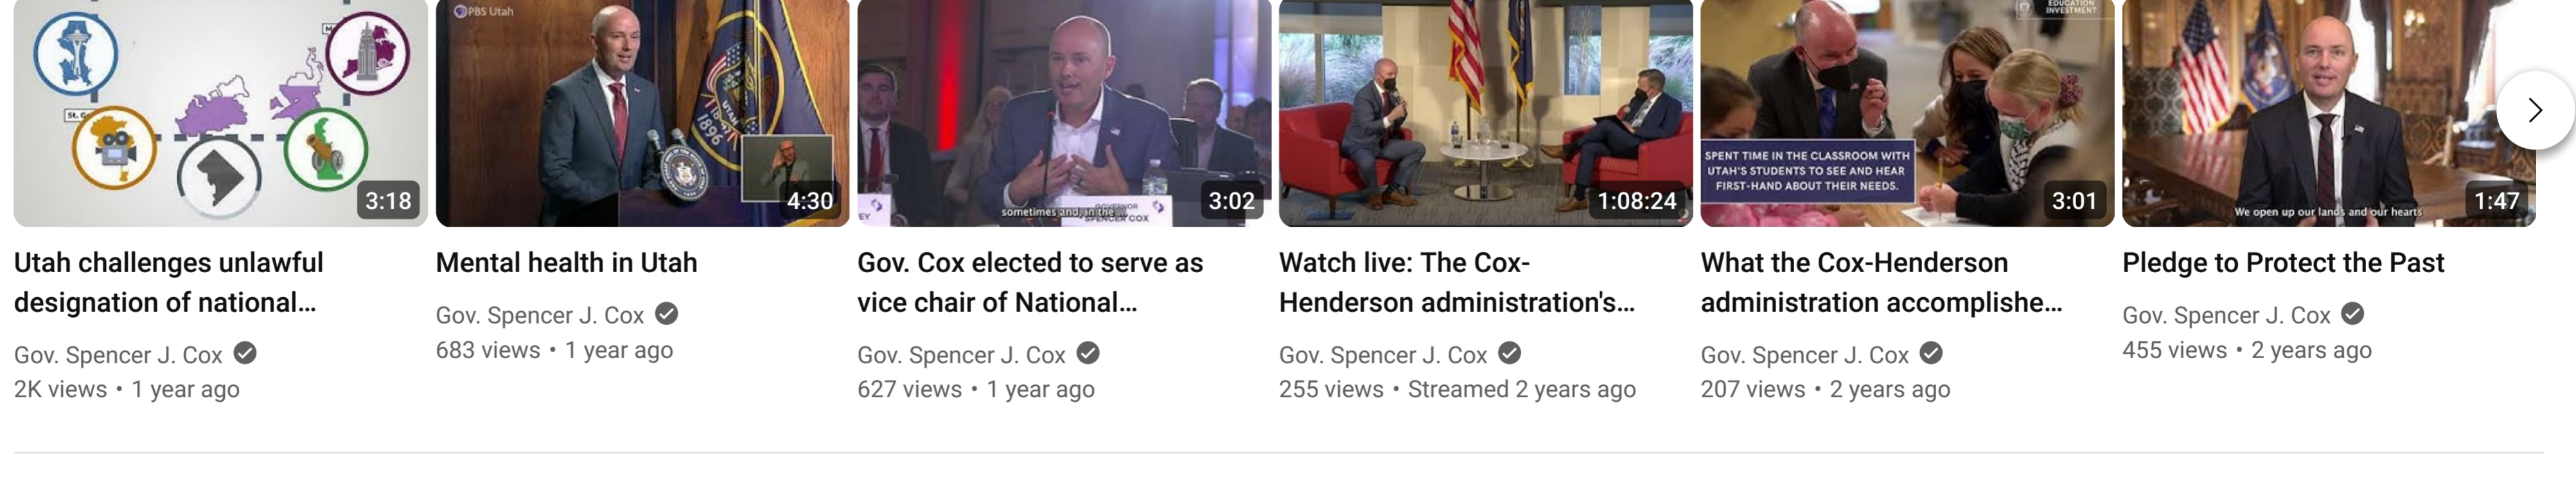 PBS Utah
EDUCATION
INVESTMENT
St. G
M
UTAH
1896
EY
sometimes and, in the
GOVERNOR
SPENCER COX
SPENT TIME IN THE CLASSROOM WITH
UTAH'S STUDENTS TO SEE AND HEAR
FIRST-HAND ABOUT THEIR NEEDS.
We open up our lands and our hearts
3:18
4:30
3:02
1:08:24
3:01
1:47
Utah challenges unlawful
designation of national...
Gov. Spencer J. Cox
2K views • 1 year ago
Mental health in Utah
Gov. Spencer J. Cox
683 views • 1 year ago
Gov. Cox elected to serve as
vice chair of National...
Gov. Spencer J. Cox
627 views • 1 year ago
Watch live: The Cox-
Henderson administration's...
Gov. Spencer J. Cox
255 views • Streamed 2 years ago
What the Cox-Henderson
administration accomplishe...
Gov. Spencer J. Cox
207 views • 2 years ago
Pledge to Protect the Past
Gov. Spencer J. Cox
455 views • 2 years ago